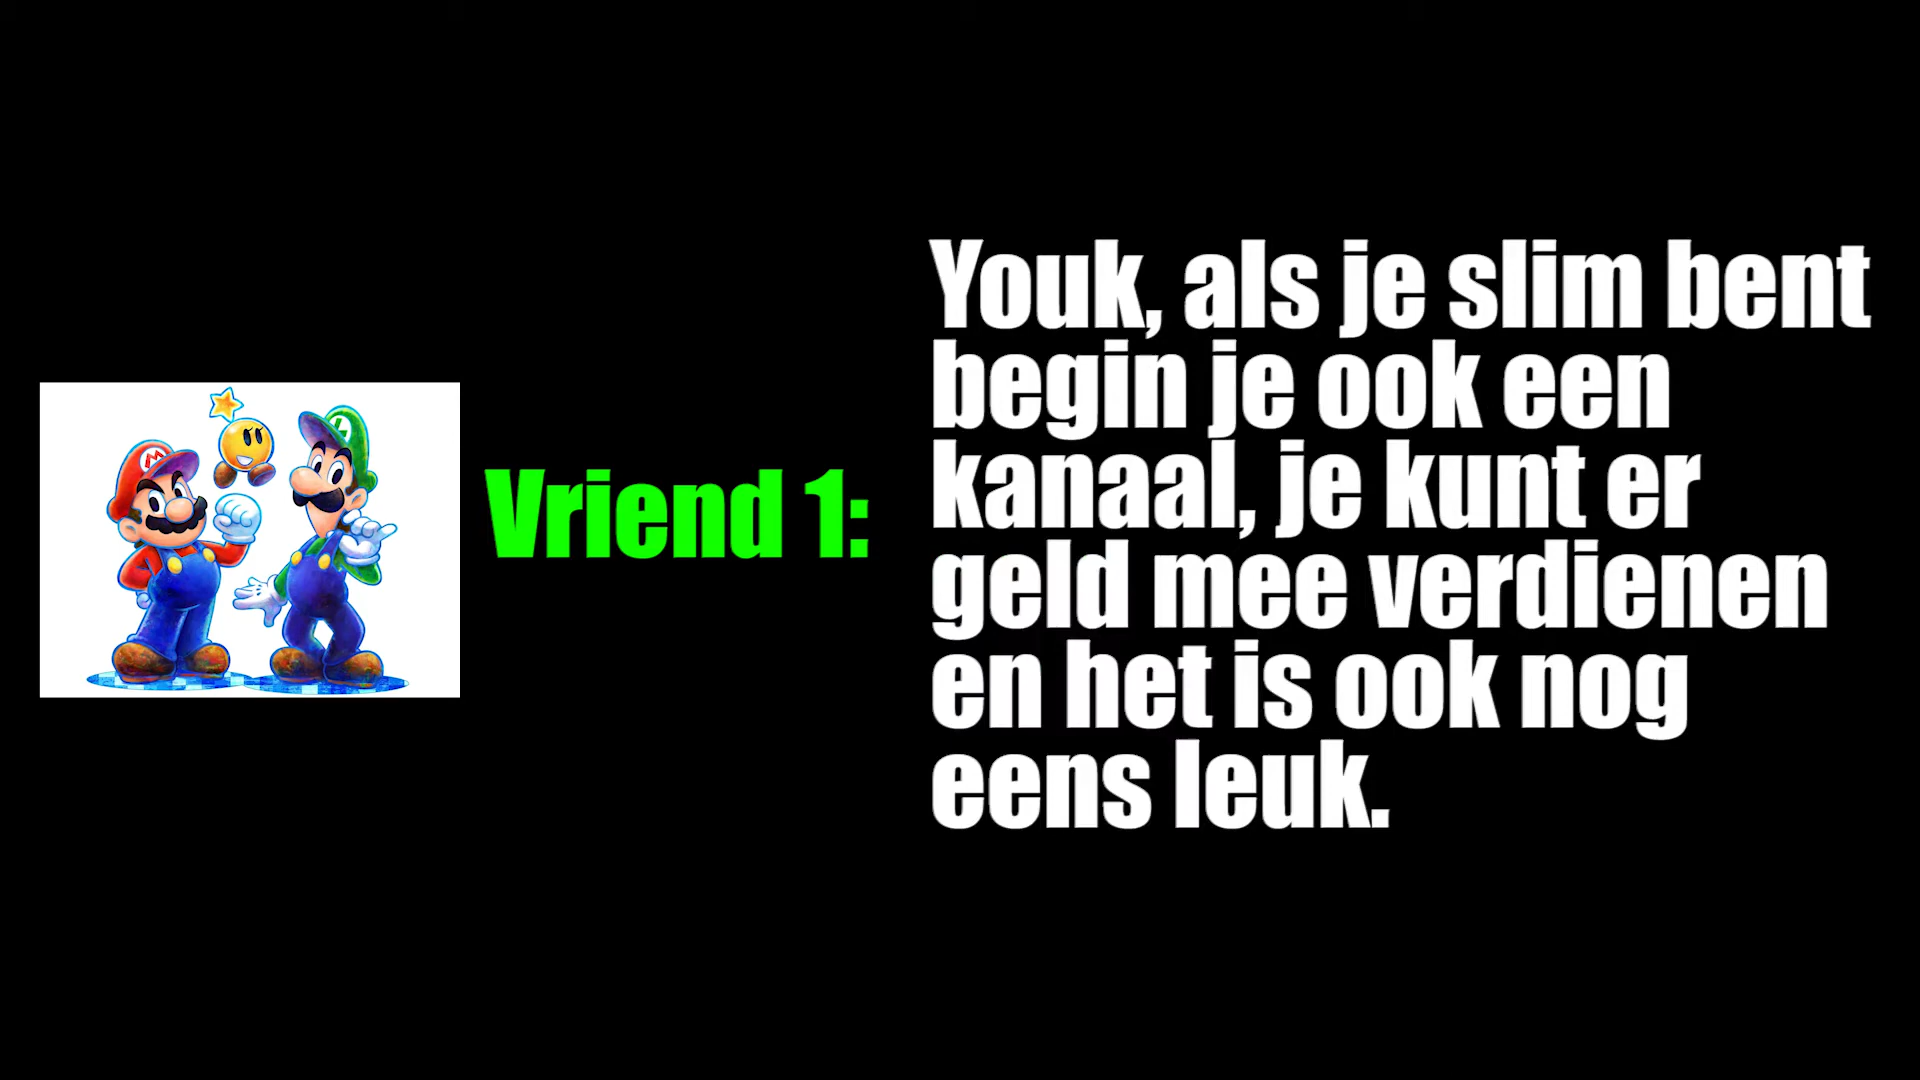 Vriend 1:
Youk, als je slim bent
begin je ook een
kanaal, je kunt er
geld mee verdienen
en het is ook nog
eens leuk.